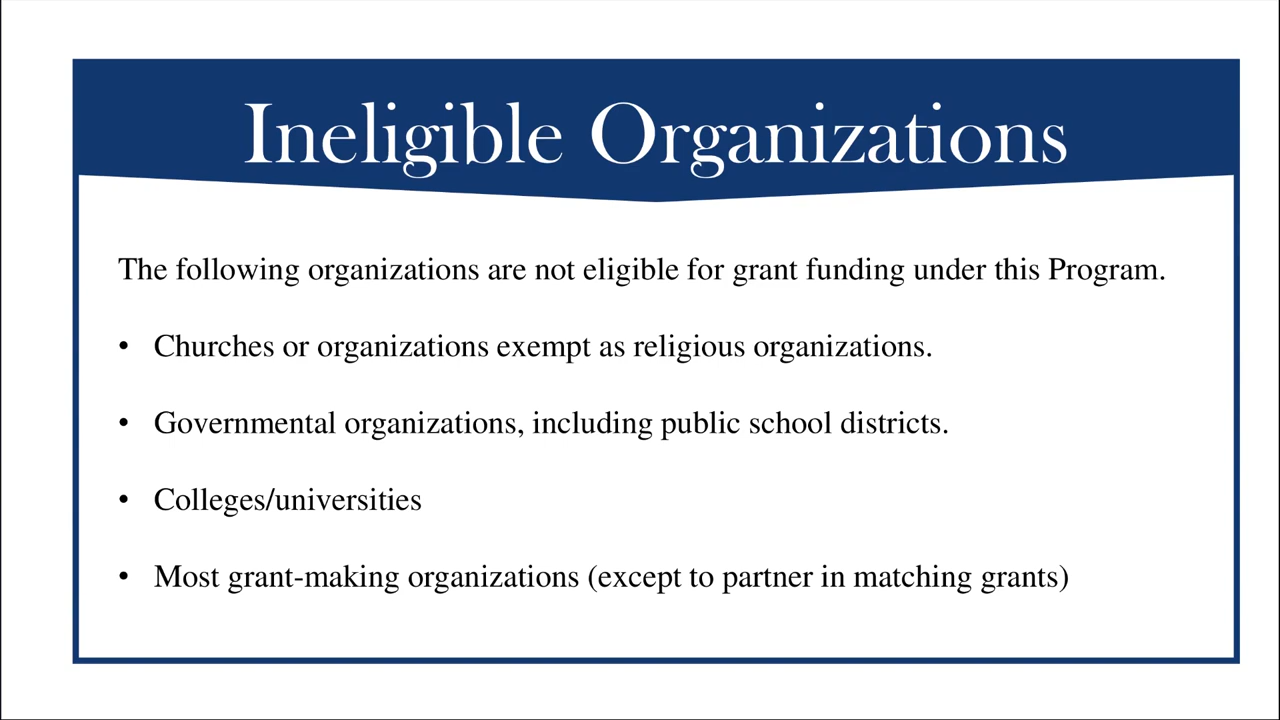 Ineligible Organizations
The following organizations are not eligible for grant funding under this Program.
• Churches or organizations exempt as religious organizations.
• Governmental organizations, including public school districts.
• Colleges/universities
• Most grant-making organizations (except to partner in matching grants)